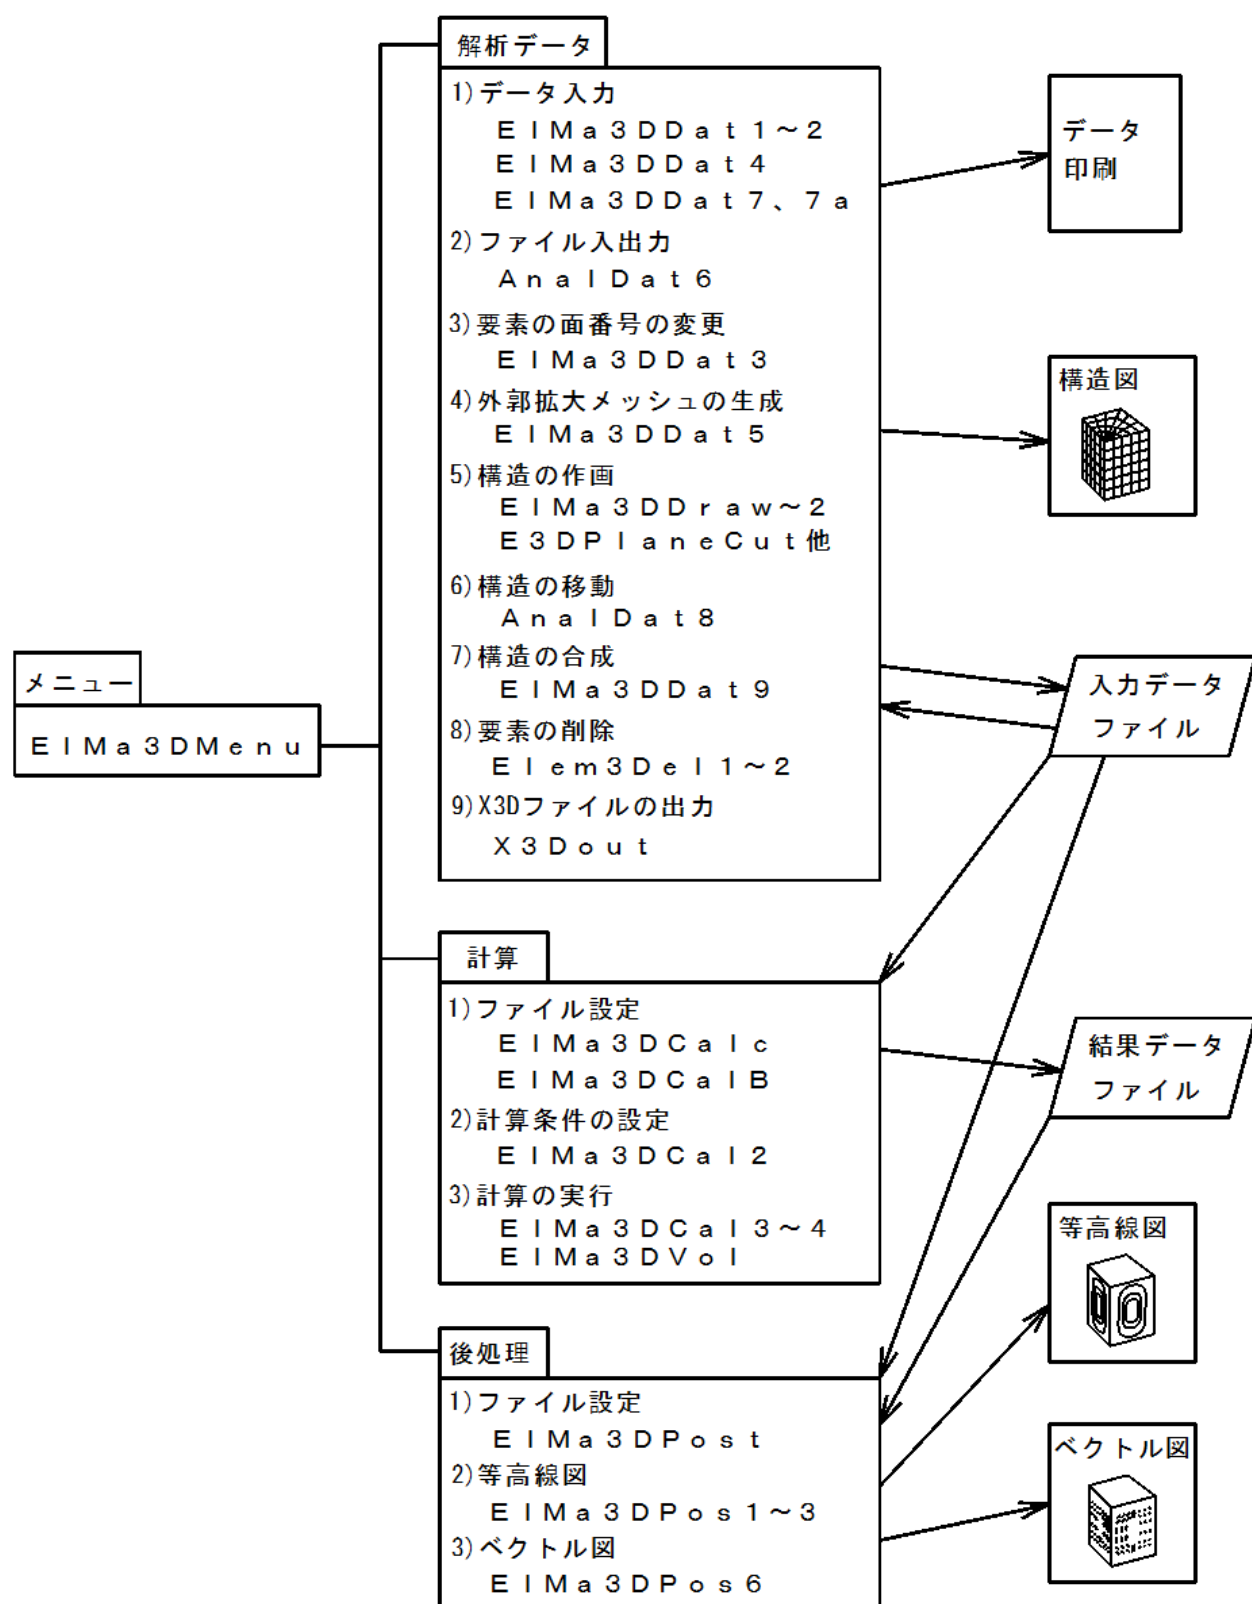 メニュー
ElMa3DMenu
解析データ
1)データ入力
ElMa3DDat1～2
ElMa3DDat4
ElMa3DDat7、7a
2)ファイル入出力
AnalDat6
3)要素の面番号の変更
ElMa3DDat3
4)外郭拡大メッシュの生成
ElMa3DDat5
5)構造の作画
ElMa3DDraw～2
E3DPlaneCut他
6)構造の移動
AnalDat8
7)構造の合成
ElMa3DDat9
8)要素の削除
Elem3Del1～2
9)X3Dファイルの出力
X3Dout
計算
1)ファイル設定
ElMa3DCalc
ElMa3DCalB
2)計算条件の設定
ElMa3DCal2
3)計算の実行
ElMa3DCal3～4
ElMa3DVol
後処理
1)ファイル設定
ElMa3DPost
2)等高線図
ElMa3DPos1～3
3)ベクトル図
ElMa3DPos6
データ
印刷
構造図
入力データ
ファイル
結果データ
ファイル
等高線図
ベクトル図